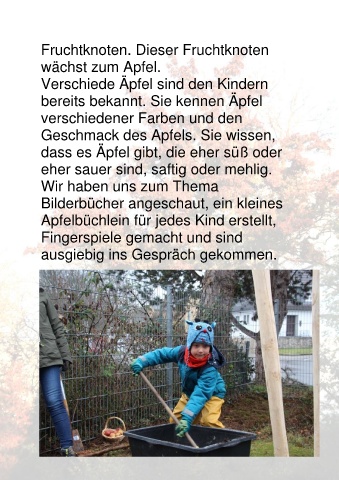 Fruchtknoten. Dieser Fruchtknoten
wächst zum Apfel.
Verschiede Äpfel sind den Kindern
bereits bekannt. Sie kennen Äpfel
verschiedener Farben und den
Geschmack des Apfels. Sie wissen,
dass es Äpfel gibt, die eher süß oder
eher sauer sind, saftig oder mehlig.
Wir haben uns zum Thema
Bilderbücher angeschaut, ein kleines
Apfelbüchlein für jedes Kind erstellt,
Fingerspiele gemacht und sind
ausgiebig ins Gespräch gekommen.